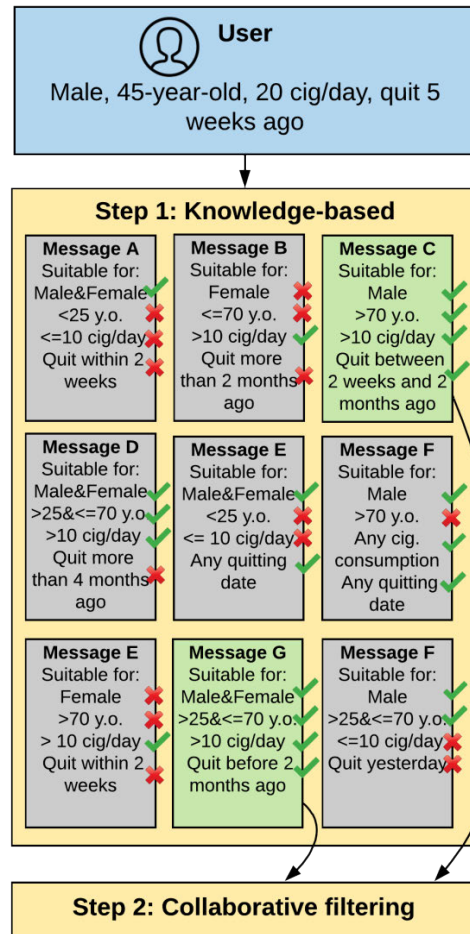 User
Male, 45-year-old, 20 cig/day, quit 5
weeks ago
Step 1: Knowledge-based
Message A
Suitable for:
Male&Female
<25 y.o.
<=10 cig/day
Quit within 2
weeks
Message B
Suitable for:
Female
<=70 y.o.
>10 cig/day
Quit more
than 2 months
ago
Message C
Suitable for:
Male
>70 y.o.
>10 cig/day
Quit between
2 weeks and 2
months ago
Message D
Suitable for:
Male&Female
>25&<=70 y.o.
>10 cig/day
Quit more
than 4 months
ago
Message E
Suitable for:
Male&Female
<25 y.o.
<= 10 cig/day
Any quitting
date
Message F
Suitable for:
Male
>70 y.o.
Any cig.
consumption
Any quitting
date
Message E
Suitable for:
Female
>70 y.o.
> 10 cig/day
Quit within 2
weeks
Message G
Suitable for:
Male&Female
>25&<=70 y.o.
>10 cig/day
Quit before 2
months ago
Message F
Suitable for:
Male
>25&<=70 y.o.
<=10 cig/day
Quit yesterday
Step 2: Collaborative filtering